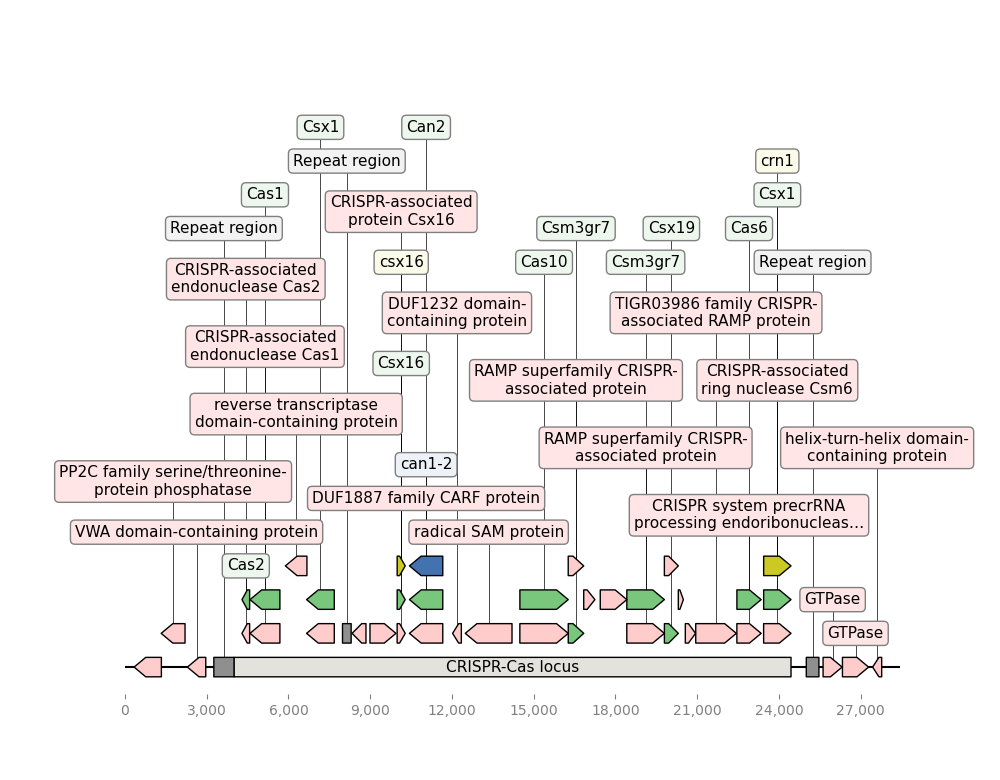 Csx1
Can2
Repeat region
crn1
Cas1
Csx1
CRISPR-associated
protein Csx16
Repeat region
Csm3gr7
Csx19
Cas6
csx16
Cas10
Csm3gr7
Repeat region
CRISPR-associated
endonuclease Cas2
DUF1232 domain-
containing protein
TIGR03986 family CRISPR-
associated RAMP protein
CRISPR-associated
endonuclease Cas1
Csx16
RAMP superfamily CRISPR-
associated protein
CRISPR-associated
ring nuclease Csm6
reverse transcriptase
domain-containing protein
RAMP superfamily CRISPR-
associated protein
helix-turn-helix domain-
containing protein
can1-2
PP2C family serine/threonine-
protein phosphatase
DUF1887 family CARF protein
CRISPR system precrRNA
processing endoribonucleas...
VWA domain-containing protein
radical SAM protein
Cas2
GTPase
GTPase
CRISPR-Cas locus
0
3,000
6,000
9,000
12,000
15,000
18,000
21,000
24,000
27,000